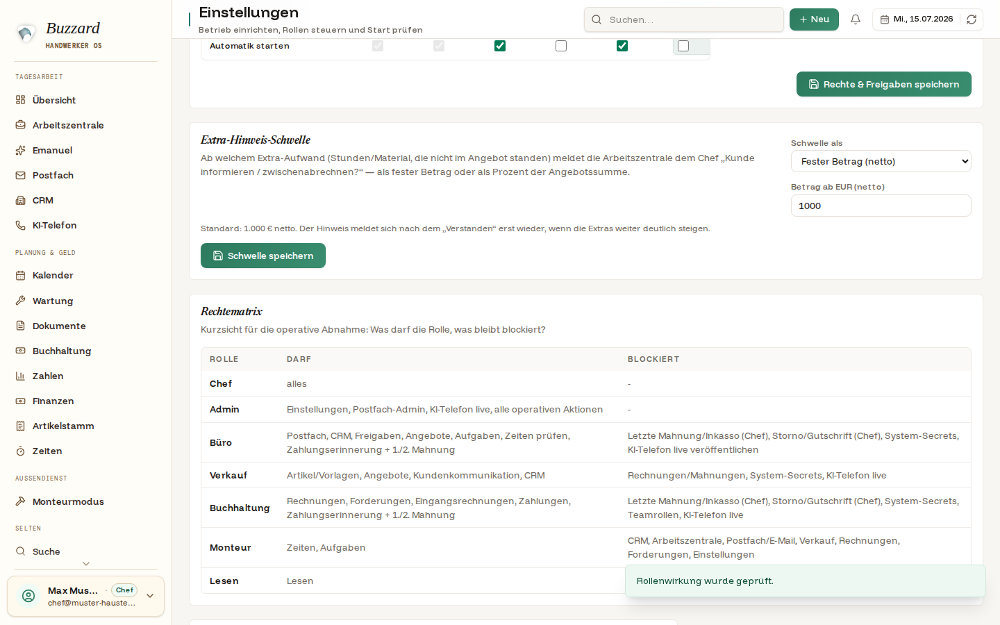 Buzzard
HANDWERKER OS
TAGESARBEIT
Übersicht
Arbeitszentrale
Emanuel
Postfach
CRM
KI-Telefon
PLANUNG & GELD
Kalender
Wartung
Dokumente
Buchhaltung
Zahlen
Finanzen
Artikelstamm
Zeiten
AUSSENDIENST
Monteurmodus
SELTEN
Suche
Max Mus… · Chef
chef@muster-hauste…
Einstellungen
Betrieb einrichten, Rollen steuern und Start prüfen
Suchen…
Neu
Mi., 15.07.2026
Automatik starten
Rechte & Freigaben speichern
Extra-Hinweis-Schwelle
Ab welchem Extra-Aufwand (Stunden/Material, die nicht im Angebot standen) meldet die Arbeitszentrale dem Chef „Kunde
informieren / zwischenabrechnen?“ — als fester Betrag oder als Prozent der Angebotssumme.
Schwelle als
Fester Betrag (netto)
Betrag ab EUR (netto)
1000
Standard: 1.000 € netto. Der Hinweis meldet sich nach dem „Verstanden“ erst wieder, wenn die Extras weiter deutlich steigen.
Schwelle speichern
Rechtematrix
Kurzsicht für die operative Abnahme: Was darf die Rolle, was bleibt blockiert?
ROLLE DARF BLOCKIERT
Chef alles -
Admin Einstellungen, Postfach-Admin, KI-Telefon live, alle operativen Aktionen -
Büro
Postfach, CRM, Freigaben, Angebote, Aufgaben, Zeiten prüfen,
Zahlungserinnerung + 1./2. Mahnung
Letzte Mahnung/Inkasso (Chef), Storno/Gutschrift (Chef), System-Secrets,
KI-Telefon live veröffentlichen
Verkauf Artikel/Vorlagen, Angebote, Kundenkommunikation, CRM Rechnungen/Mahnungen, System-Secrets, KI-Telefon live
Buchhaltung
Rechnungen, Forderungen, Eingangsrechnungen, Zahlungen,
Zahlungserinnerung + 1./2. Mahnung
Letzte Mahnung/Inkasso (Chef), Storno/Gutschrift (Chef), System-Secrets,
Teamrollen, KI-Telefon live
Monteur Zeiten, Aufgaben
CRM, Arbeitszentrale, Postfach/E-Mail, Verkauf, Rechnungen,
Forderungen, Einstellungen
Lesen Lesen
Rollenwirkung wurde geprüft.